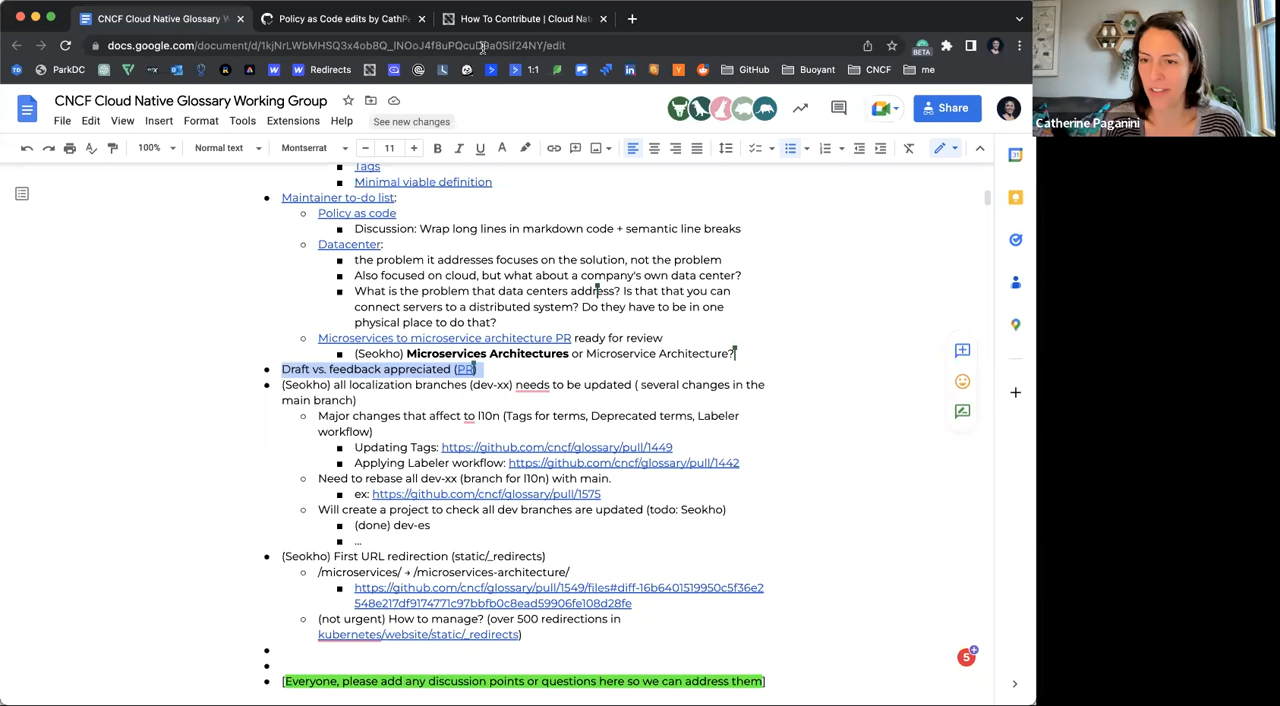 CNCF Cloud Native Glossary W
Policy as Code edits by CathP
How To Contribute | Cloud Nat
docs.google.com/document/d/1kjNrLWbMHSQ3x4ob8Q_INOoJ4f8uPQcuD9a0Sif24NY/edit
BETA
ParkDC
Redirects
1:1
GitHub
Buoyant
CNCF
me
CNCF Cloud Native Glossary Working Group
Share
File Edit View Insert Format Tools Extensions Help See new changes
100% Normal text Montserrat 11
Catherine Paganini
Tags
Minimal viable definition
Maintainer to-do list:
Policy as code
Discussion: Wrap long lines in markdown code + semantic line breaks
Datacenter:
the problem it addresses focuses on the solution, not the problem
Also focused on cloud, but what about a company's own data center?
What is the problem that data centers address? Is that that you can
connect servers to a distributed system? Do they have to be in one
physical place to do that?
Microservices to microservice architecture PR ready for review
(Seokho) Microservices Architectures or Microservice Architecture?
Draft vs. feedback appreciated (PR)
(Seokho) all localization branches (dev-xx) needs to be updated ( several changes in the
main branch)
Major changes that affect to l10n (Tags for terms, Deprecated terms, Labeler
workflow)
Updating Tags: https://github.com/cncf/glossary/pull/1449
Applying Labeler workflow: https://github.com/cncf/glossary/pull/1442
Need to rebase all dev-xx (branch for l10n) with main.
ex: https://github.com/cncf/glossary/pull/1575
Will create a project to check all dev branches are updated (todo: Seokho)
(done) dev-es
...
(Seokho) First URL redirection (static/_redirects)
/microservices/ → /microservices-architecture/
https://github.com/cncf/glossary/pull/1549/files#diff-16b6401519950c5f36e2
548e217df9174771c97bbfb0c8ead59906fe108d28fe
(not urgent) How to manage? (over 500 redirections in
kubernetes/website/static/_redirects)
[Everyone, please add any discussion points or questions here so we can address them]
5